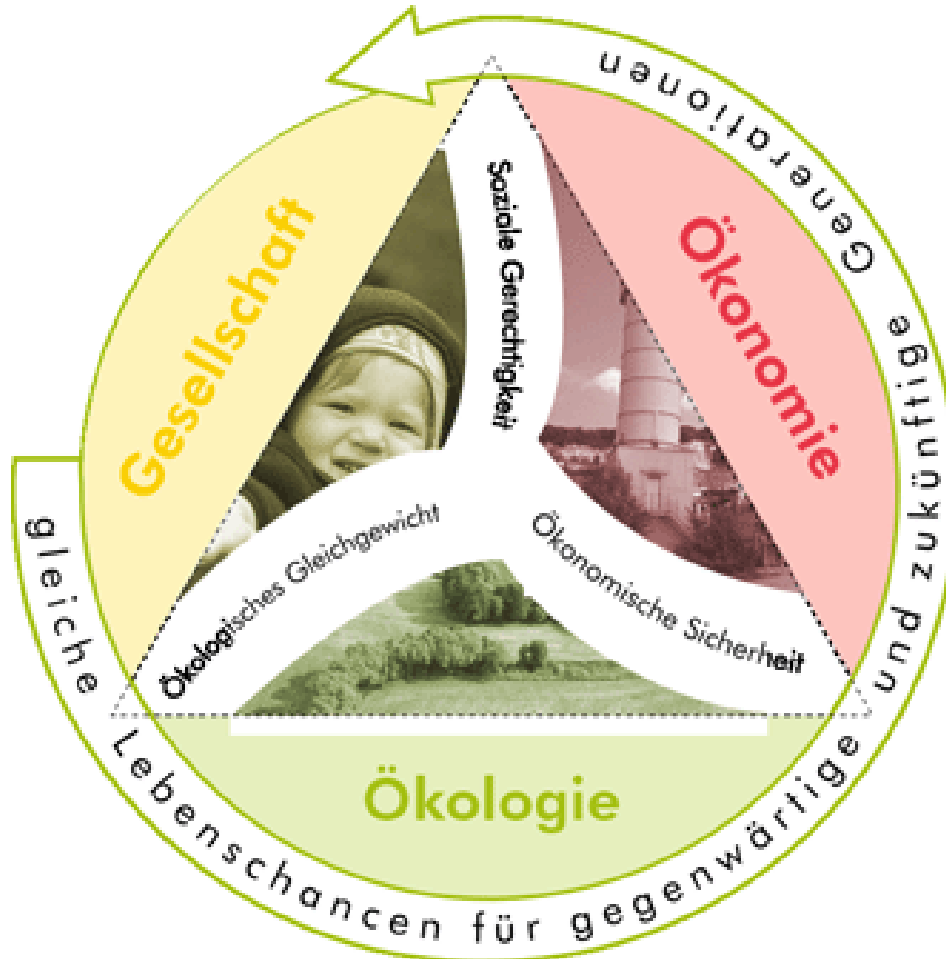 gleiche Lebenschancen für gegenwärtige und zukünftige Generationen
Gesellschaft
Ökonomie
Ökologie
Soziale Gerechtigkeit
Ökologisches Gleichgewicht
Ökonomische Sicherheit